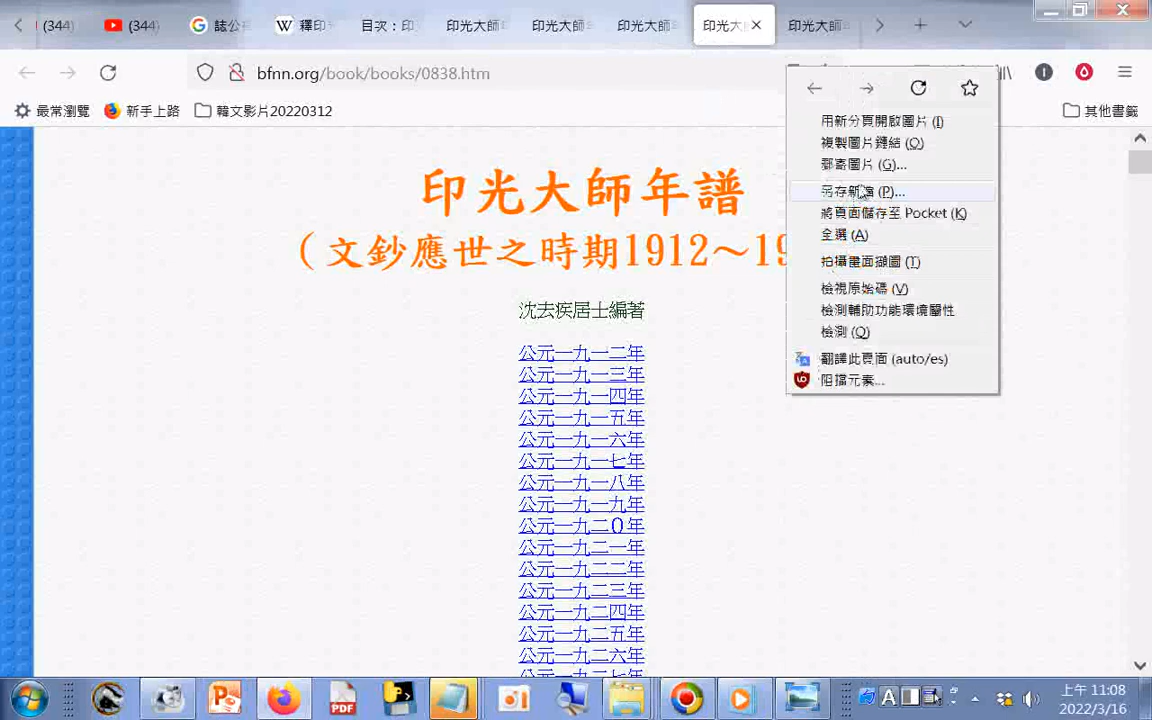 (344)
(344)
誌公
釋印
目次：印
印光大師
印光大師
印光大師
印光大
印光大師
bfnn.org/book/books/0838.htm
最常瀏覽
新手上路
韓文影片20220312
其他書籤
用新分頁開啟圖片 (I)
複製圖片鏈結 (O)
郵寄圖片 (G)...
另存新檔 (P)...
將頁面儲存至 Pocket (K)
全選 (A)
拍攝畫面擷圖 (T)
檢視原始碼 (V)
檢測輔助功能環境屬性
檢測 (Q)
翻譯此頁面 (auto/es)
阻擋元素...
印光大師年譜
（文鈔應世之時期1912～19
沈去疾居士編著
公元一九一二年
公元一九一三年
公元一九一四年
公元一九一五年
公元一九一六年
公元一九一七年
公元一九一八年
公元一九一九年
公元一九二０年
公元一九二一年
公元一九二二年
公元一九二三年
公元一九二四年
公元一九二五年
公元一九二六年
PDF
A
上午 11:08
2022/3/16